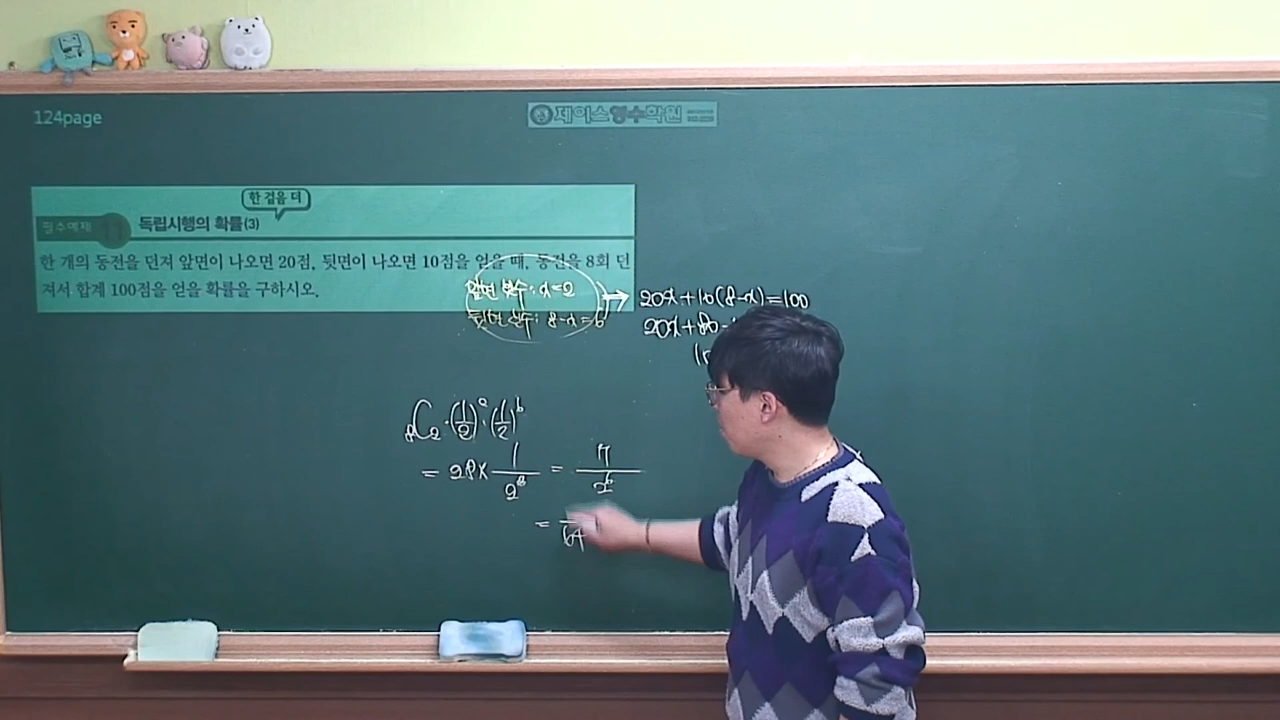 124page
제이스영수학원
한 걸음 더
필수예제 11 독립시행의 확률(3)
한 개의 동전을 던져 앞면이 나오면 20점, 뒷면이 나오면 10점을 얻을 때, 동전을 8회 던
져서 합계 100점을 얻을 확률을 구하시오.
앞면 횟수: x=2
뒷면 횟수: 8-x=6
→ 20x+10(8-x)=100
20x+80-
10
₈C₂·(1/2)²·(1/2)⁶
= 28× 1/2⁸ = 7/2⁶
= /64